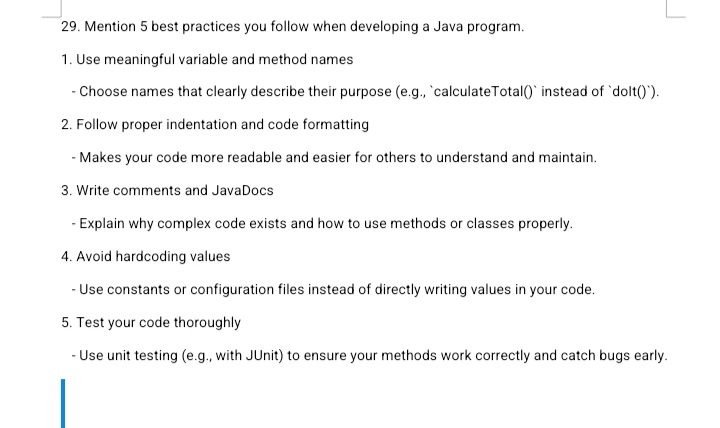 29. Mention 5 best practices you follow when developing a Java program.
1. Use meaningful variable and method names
- Choose names that clearly describe their purpose (e.g., `calculateTotal()` instead of `doIt()`).
2. Follow proper indentation and code formatting
- Makes your code more readable and easier for others to understand and maintain.
3. Write comments and JavaDocs
- Explain why complex code exists and how to use methods or classes properly.
4. Avoid hardcoding values
- Use constants or configuration files instead of directly writing values in your code.
5. Test your code thoroughly
- Use unit testing (e.g., with JUnit) to ensure your methods work correctly and catch bugs early.